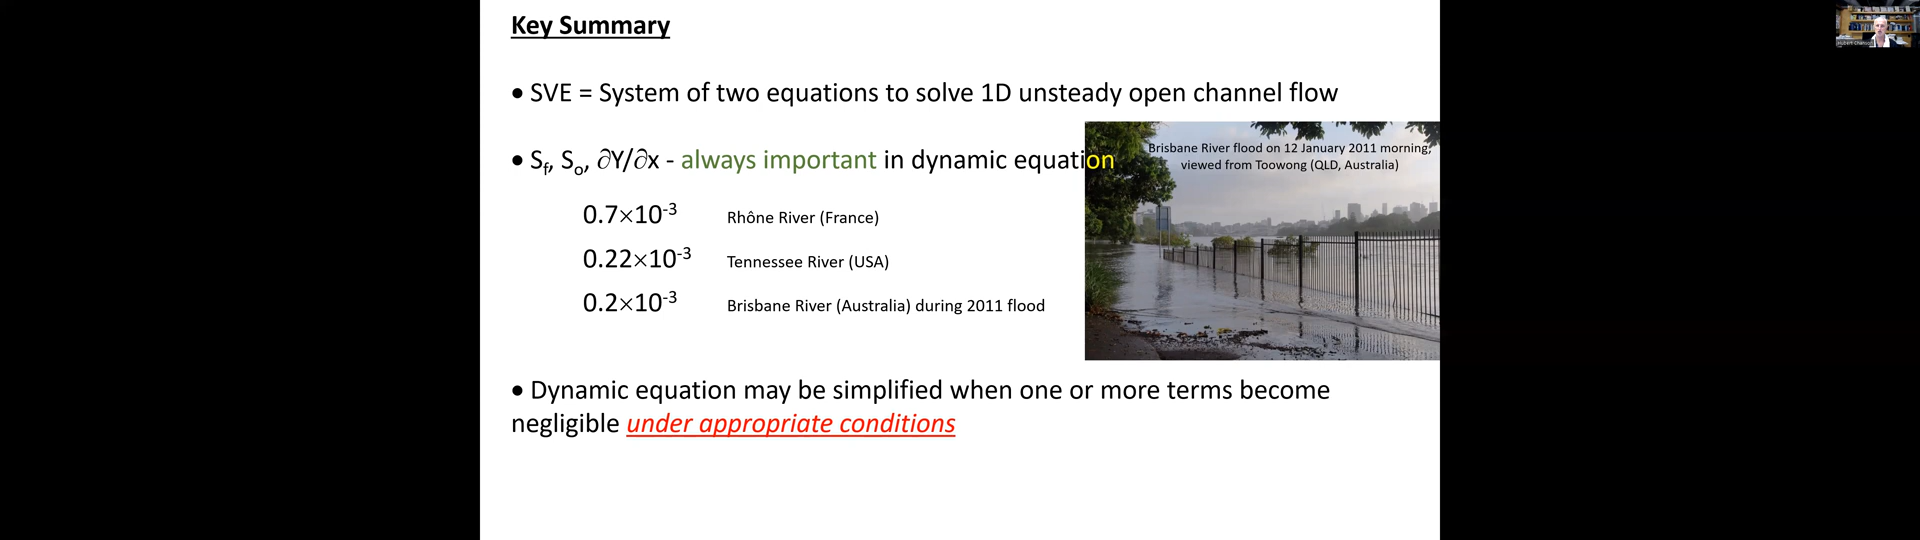 Key Summary
• SVE = System of two equations to solve 1D unsteady open channel flow
• Sf, So, ∂Y/∂x - always important in dynamic equation
Brisbane River flood on 12 January 2011 morning,
viewed from Toowong (QLD, Australia)
0.7×10-3 Rhône River (France)
0.22×10-3 Tennessee River (USA)
0.2×10-3 Brisbane River (Australia) during 2011 flood
• Dynamic equation may be simplified when one or more terms become
negligible under appropriate conditions
Hubert Chanson